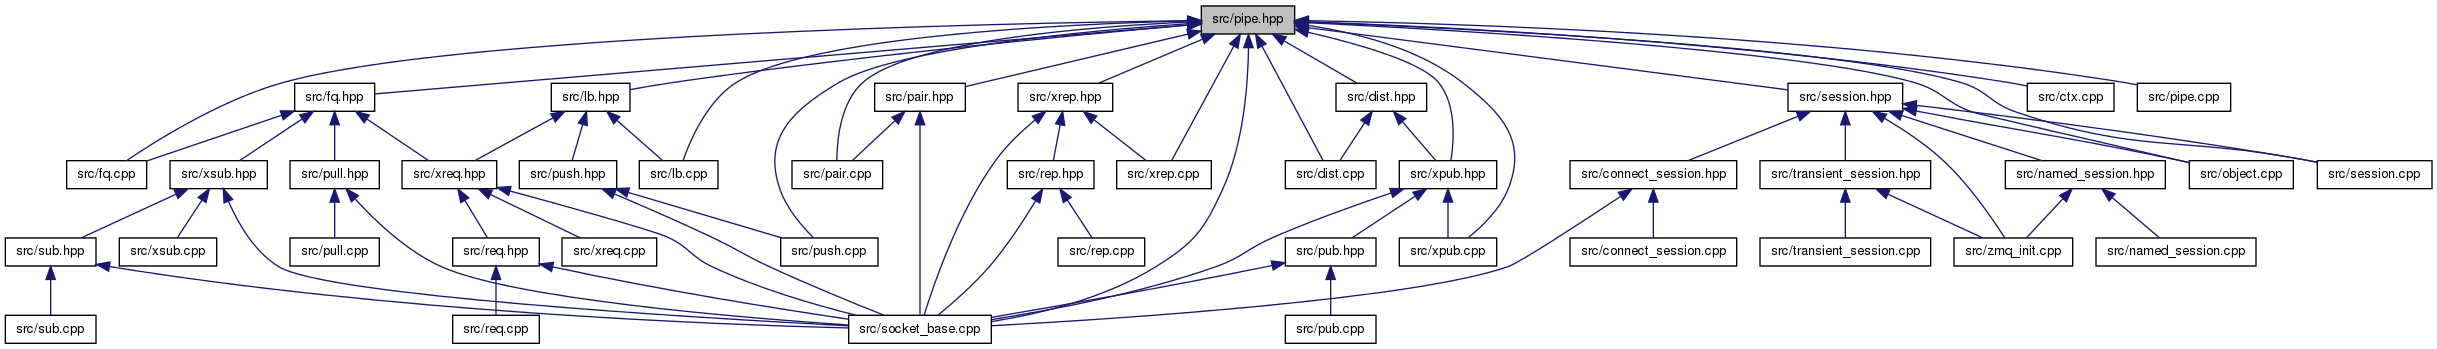 src/pipe.hpp
src/fq.hpp
src/lb.hpp
src/pair.hpp
src/xrep.hpp
src/dist.hpp
src/session.hpp
src/ctx.cpp
src/pipe.cpp
src/fq.cpp
src/xsub.hpp
src/pull.hpp
src/xreq.hpp
src/push.hpp
src/lb.cpp
src/pair.cpp
src/rep.hpp
src/xrep.cpp
src/dist.cpp
src/xpub.hpp
src/connect_session.hpp
src/transient_session.hpp
src/named_session.hpp
src/object.cpp
src/session.cpp
src/sub.hpp
src/xsub.cpp
src/pull.cpp
src/req.hpp
src/xreq.cpp
src/push.cpp
src/rep.cpp
src/pub.hpp
src/xpub.cpp
src/connect_session.cpp
src/transient_session.cpp
src/zmq_init.cpp
src/named_session.cpp
src/sub.cpp
src/req.cpp
src/socket_base.cpp
src/pub.cpp